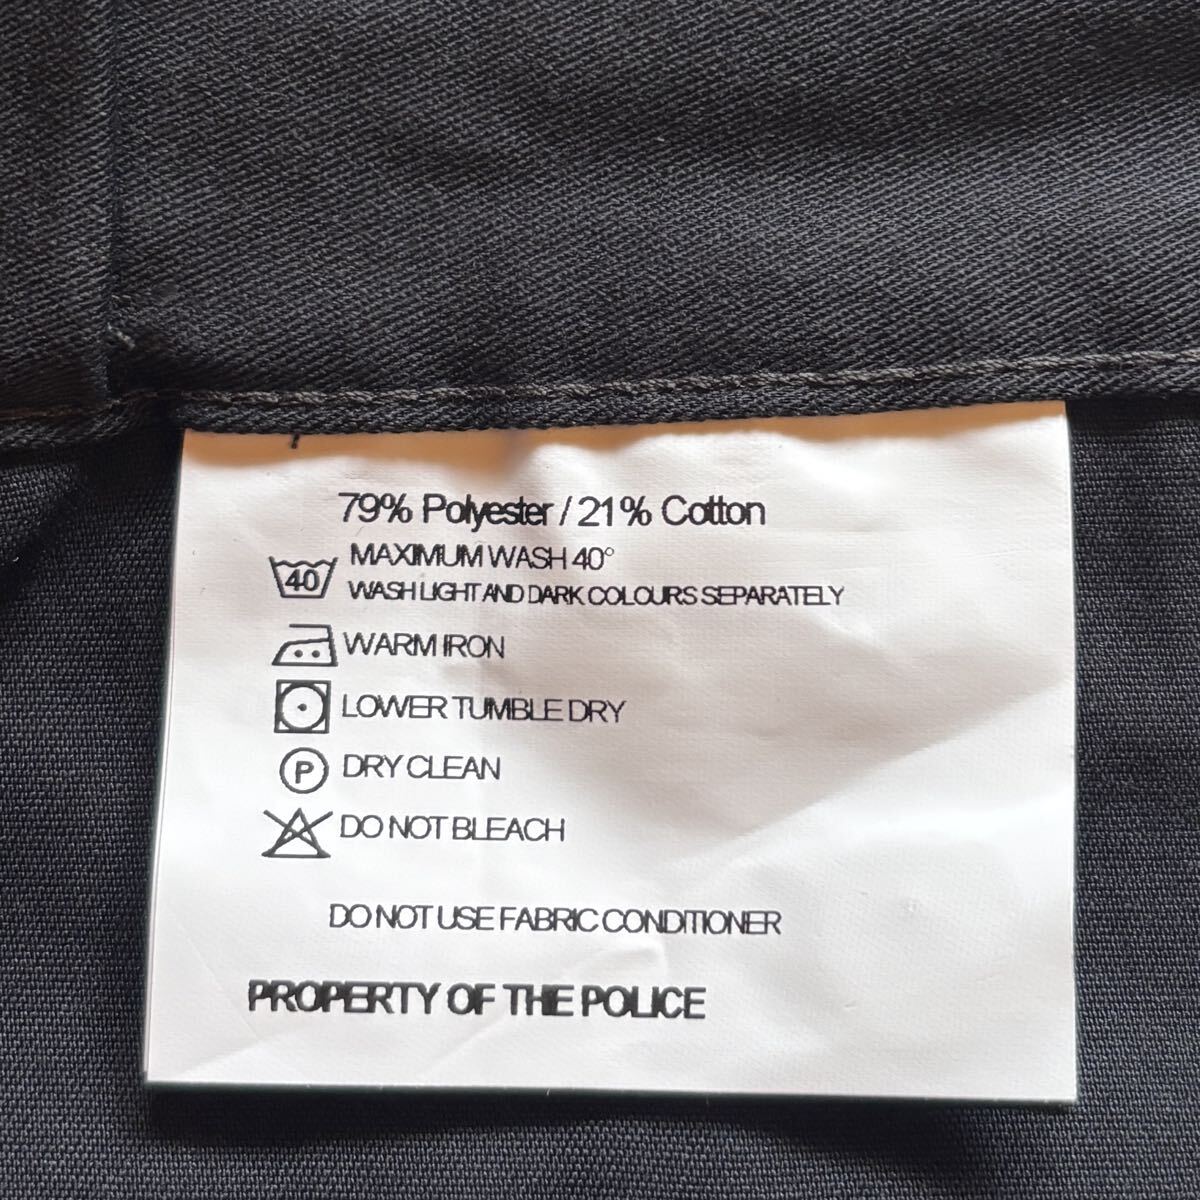 79% Polyester / 21% Cotton
40 MAXIMUM WASH 40°
WASH LIGHT AND DARK COLOURS SEPARATELY
WARM IRON
LOWER TUMBLE DRY
P DRY CLEAN
DO NOT BLEACH
DO NOT USE FABRIC CONDITIONER
PROPERTY OF THE POLICE